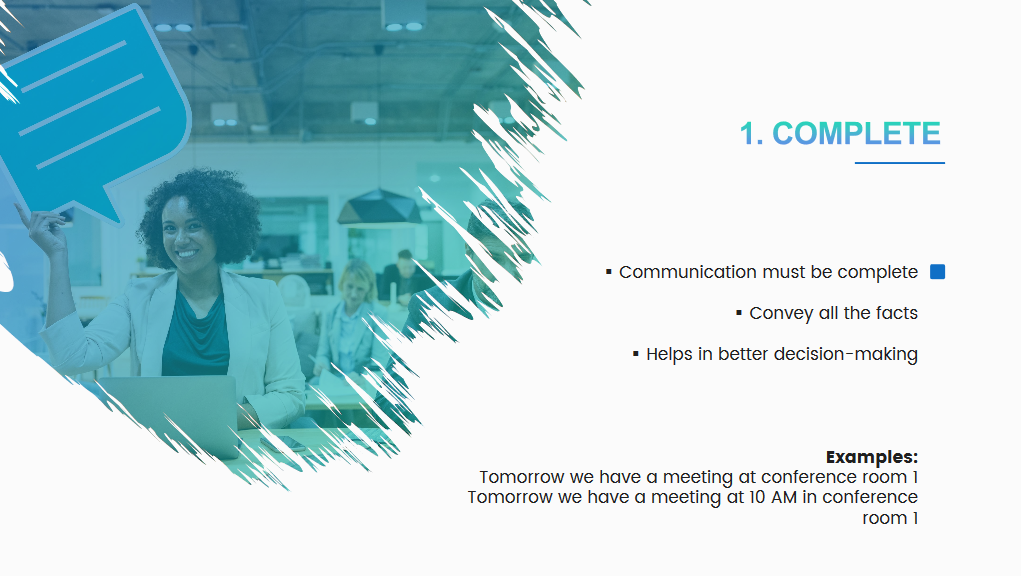 1. COMPLETE
▪ Communication must be complete
▪ Convey all the facts
▪ Helps in better decision-making
Examples:
Tomorrow we have a meeting at conference room 1
Tomorrow we have a meeting at 10 AM in conference
room 1